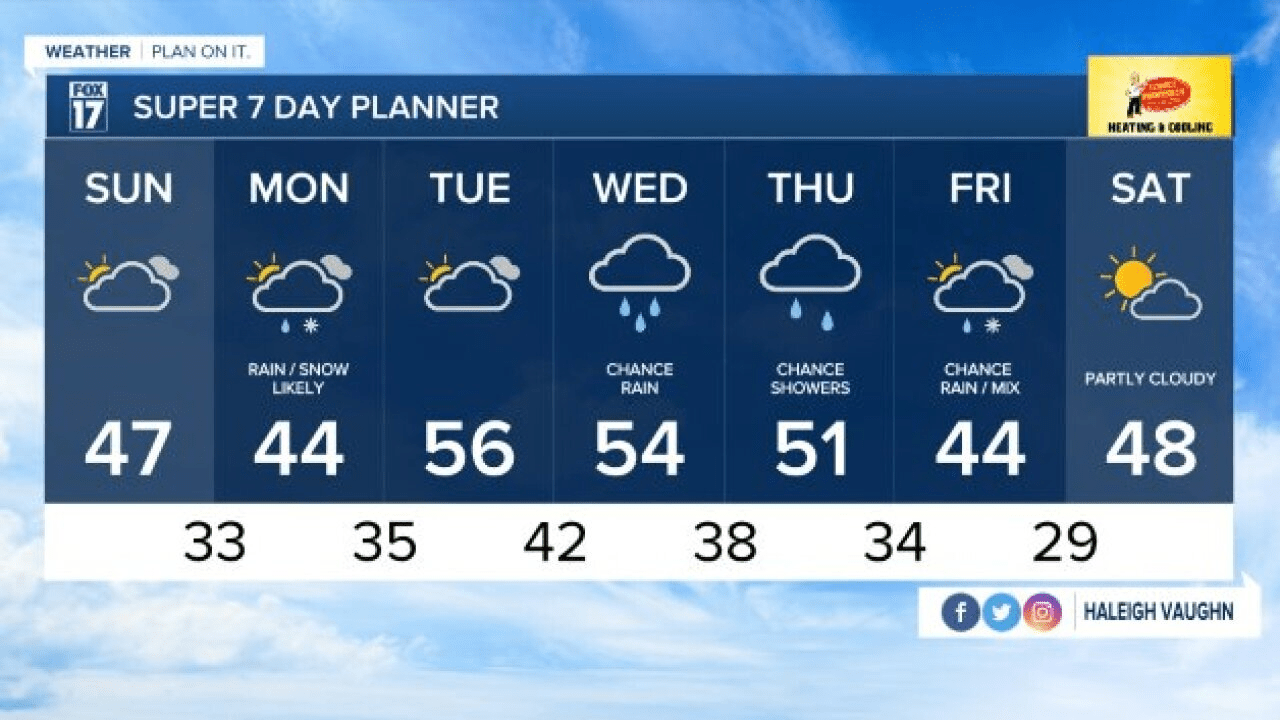 WEATHER | PLAN ON IT.
FOX
17
SUPER 7 DAY PLANNER
HEATING & COOLING
SUN
MON
TUE
WED
THU
FRI
SAT
RAIN / SNOW
LIKELY
CHANCE
RAIN
CHANCE
SHOWERS
CHANCE
RAIN / MIX
PARTLY CLOUDY
47
44
56
54
51
44
48
33
35
42
38
34
29
HALEIGH VAUGHN